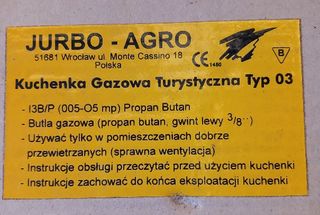 JURBO - AGRO
51681 Wrocław ul. Monte Cassino 18
Polska
CE 1450
B
Kuchenka Gazowa Turystyczna Typ 03
- I3B/P (005-O5 mp) Propan Butan
- Butla gazowa (propan butan, gwint lewy 3/8'')
- Używać tylko w pomieszczeniach dobrze
przewietrzanych (sprawna wentylacja)
- Instrukcje obsługi przeczytać przed użyciem kuchenki
- Instrukcje zachować do końca eksploatacji kuchenki